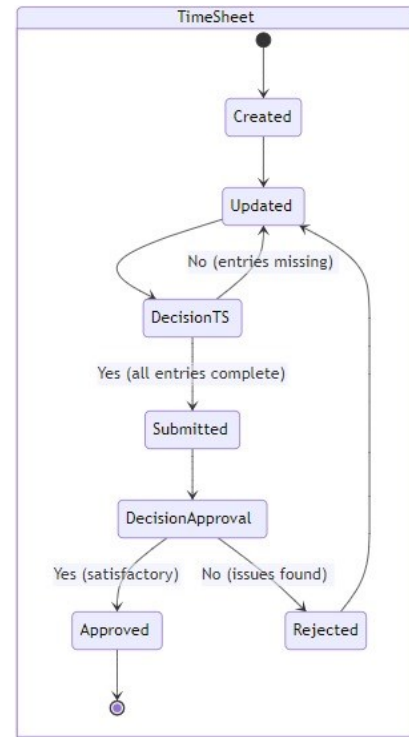 TimeSheet
Created
Updated
No (entries missing)
DecisionTS
Yes (all entries complete)
Submitted
DecisionApproval
Yes (satisfactory)
No (issues found)
Approved
Rejected